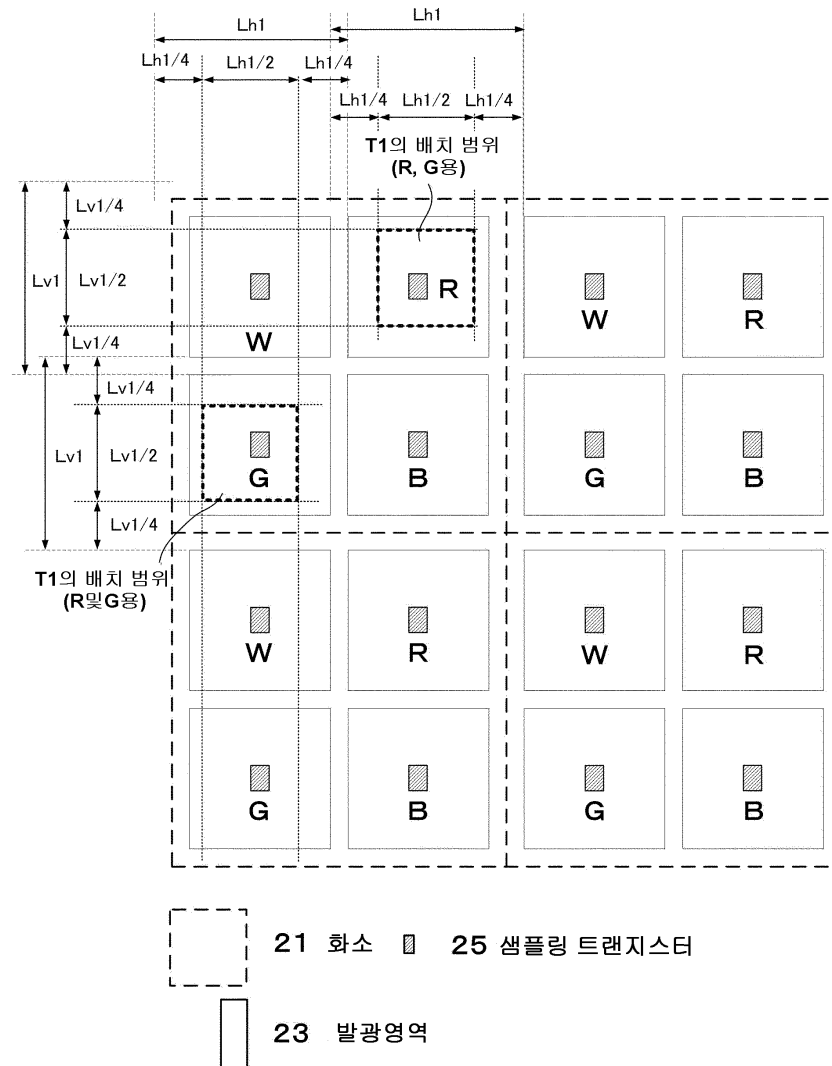 Lh1
Lh1
Lh1/4 Lh1/2 Lh1/4
Lh1/4 Lh1/2 Lh1/4
T1의 배치 범위
(R, G용)
Lv1/4
Lv1 Lv1/2
Lv1/4
W R W R
Lv1/4
Lv1 Lv1/2
Lv1/4
G B G B
T1의 배치 범위
(R및G용)
W R W R
G B G B
21 화소 25 샘플링 트랜지스터
23 발광영역